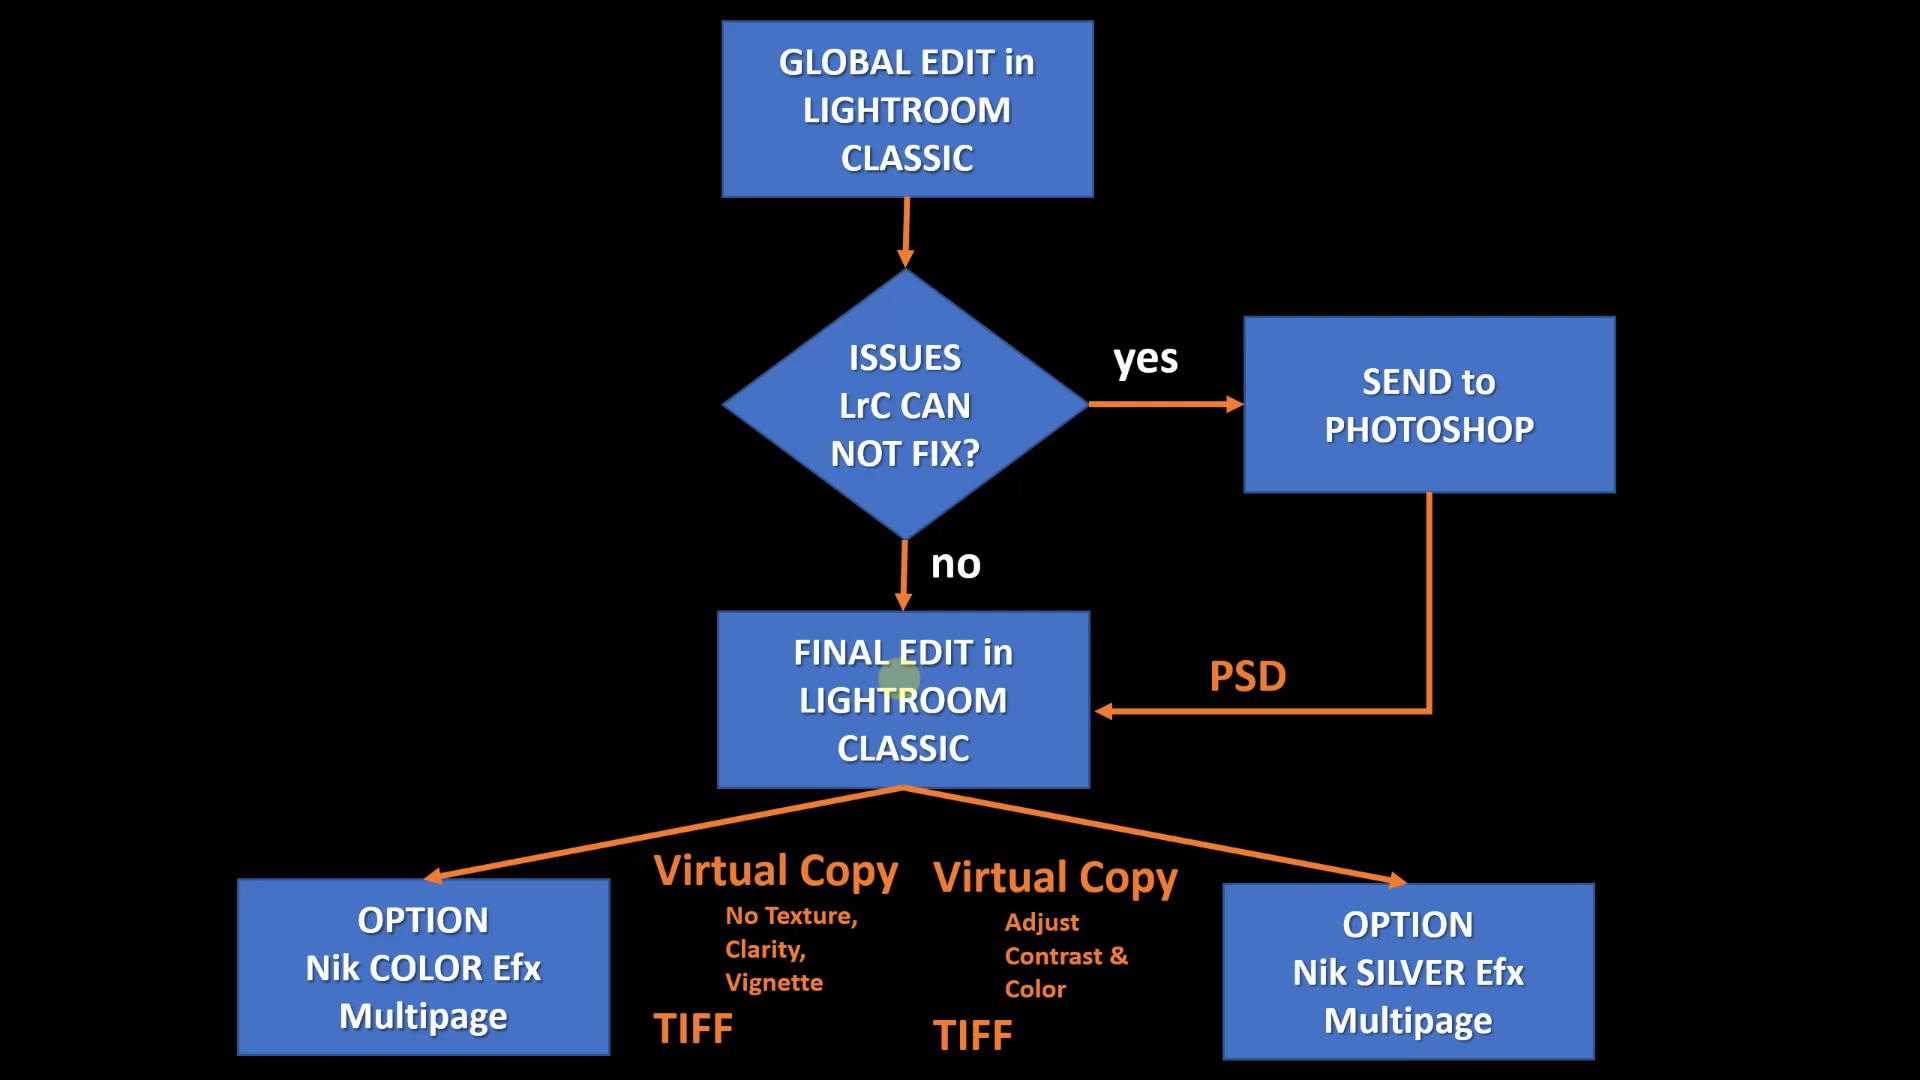 GLOBAL EDIT in
LIGHTROOM
CLASSIC
ISSUES
LrC CAN
NOT FIX?
yes
SEND to
PHOTOSHOP
no
FINAL EDIT in
LIGHTROOM
CLASSIC
PSD
OPTION
Nik COLOR Efx
Multipage
Virtual Copy
No Texture,
Clarity,
Vignette
TIFF
Virtual Copy
Adjust
Contrast &
Color
TIFF
OPTION
Nik SILVER Efx
Multipage